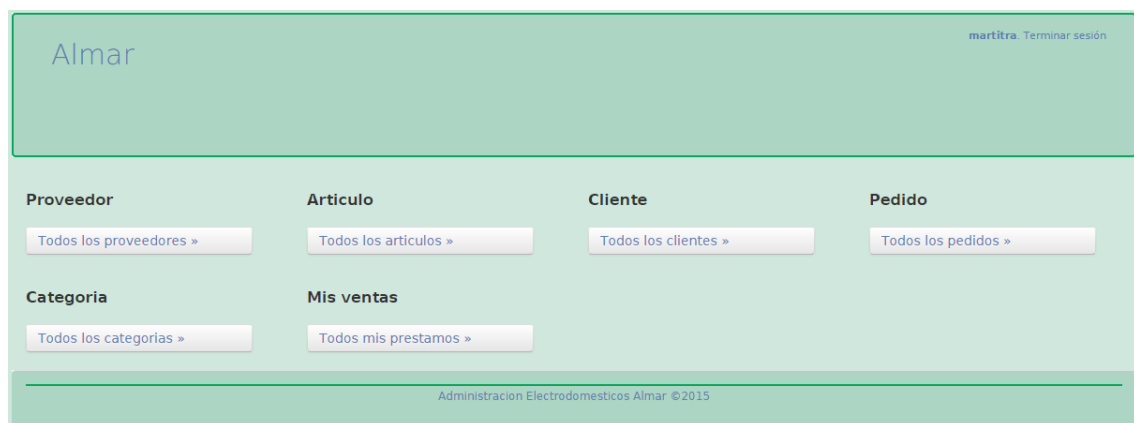 Almar
martitra. Terminar sesión
Proveedor
Articulo
Cliente
Pedido
Todos los proveedores »
Todos los articulos »
Todos los clientes »
Todos los pedidos »
Categoria
Mis ventas
Todos los categorias »
Todos mis prestamos »
Administracion Electrodomesticos Almar ©2015